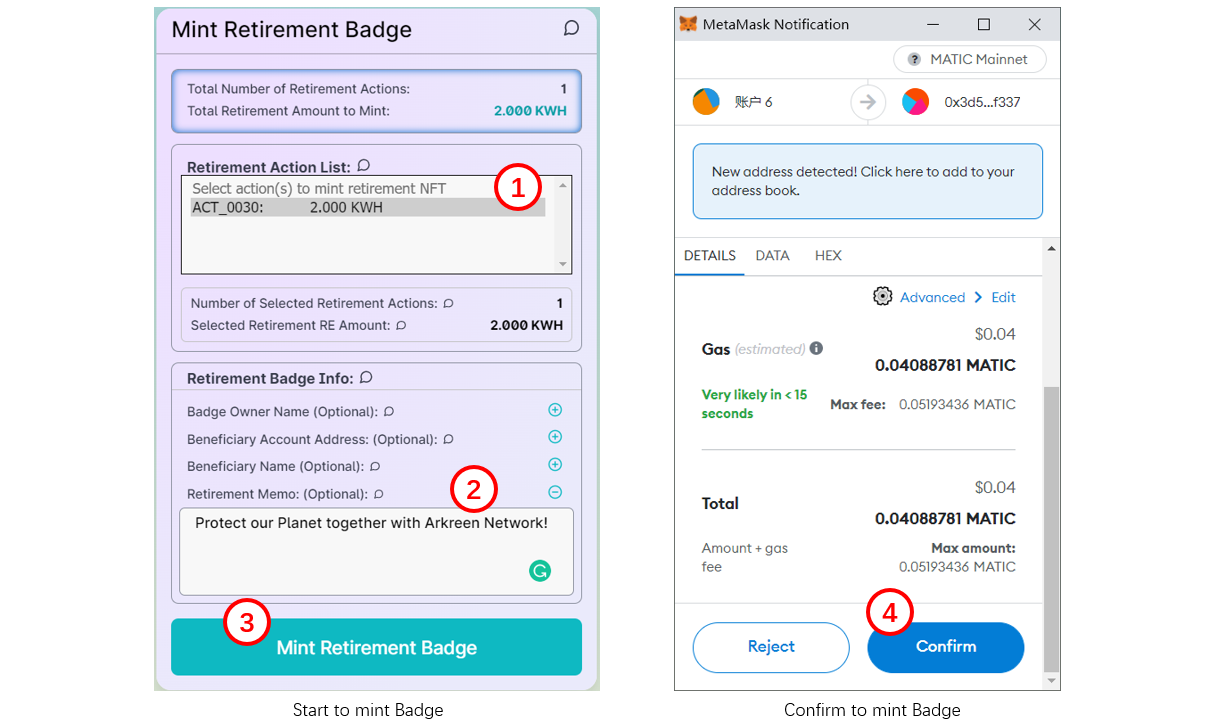 Mint Retirement Badge
Total Number of Retirement Actions: 1
Total Retirement Amount to Mint: 2.000 KWH
Retirement Action List:
Select action(s) to mint retirement NFT
ACT_0030: 2.000 KWH
1
Number of Selected Retirement Actions: 1
Selected Retirement RE Amount: 2.000 KWH
Retirement Badge Info:
Badge Owner Name (Optional):
Beneficiary Account Address: (Optional):
Beneficiary Name (Optional):
Retirement Memo: (Optional):
2
Protect our Planet together with Arkreen Network!
3
Mint Retirement Badge
Start to mint Badge
MetaMask Notification
? MATIC Mainnet
账户 6
0x3d5...f337
New address detected! Click here to add to your
address book.
DETAILS DATA HEX
Advanced Edit
$0.04
Gas (estimated) i
0.04088781 MATIC
Very likely in < 15
seconds
Max fee: 0.05193436 MATIC
$0.04
Total
0.04088781 MATIC
Amount + gas
fee
Max amount:
0.05193436 MATIC
4
Reject
Confirm
Confirm to mint Badge